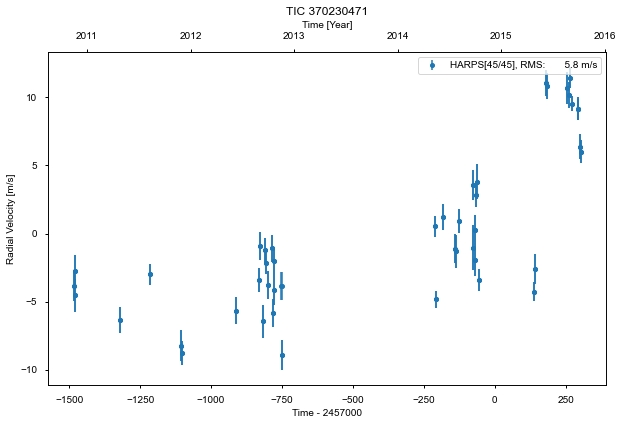 TIC 370230471
Time [Year]
2011 2012 2013 2014 2015 2016
HARPS[45/45], RMS: 5.8 m/s
Radial Velocity [m/s]
10
5
0
−5
−10
−1500 −1250 −1000 −750 −500 −250 0 250
Time - 2457000